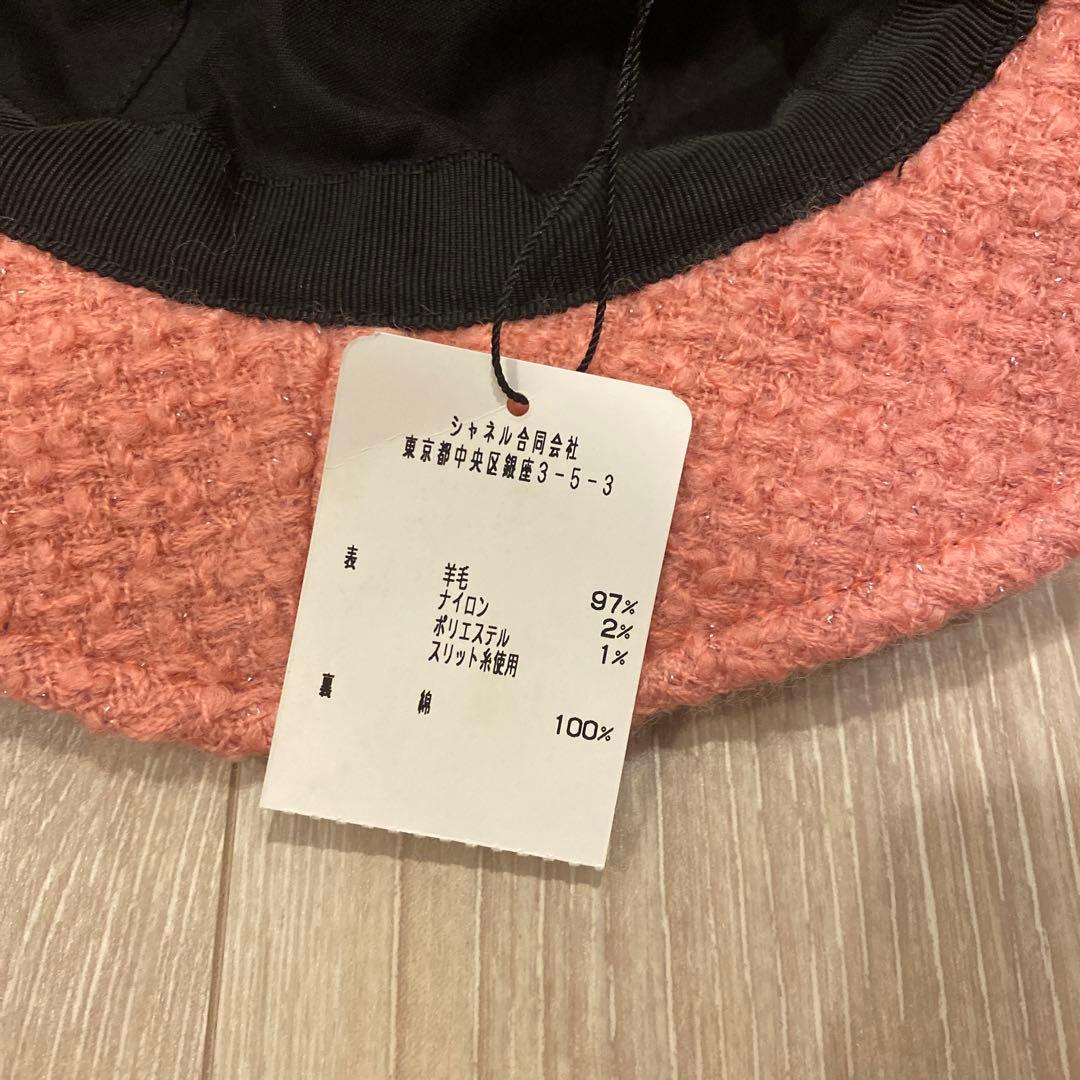 シャネル合同会社
東京都中央区銀座3-5-3
表
羊毛 97%
ナイロン 2%
ポリエステル 1%
スリット糸使用
裏
綿 100%